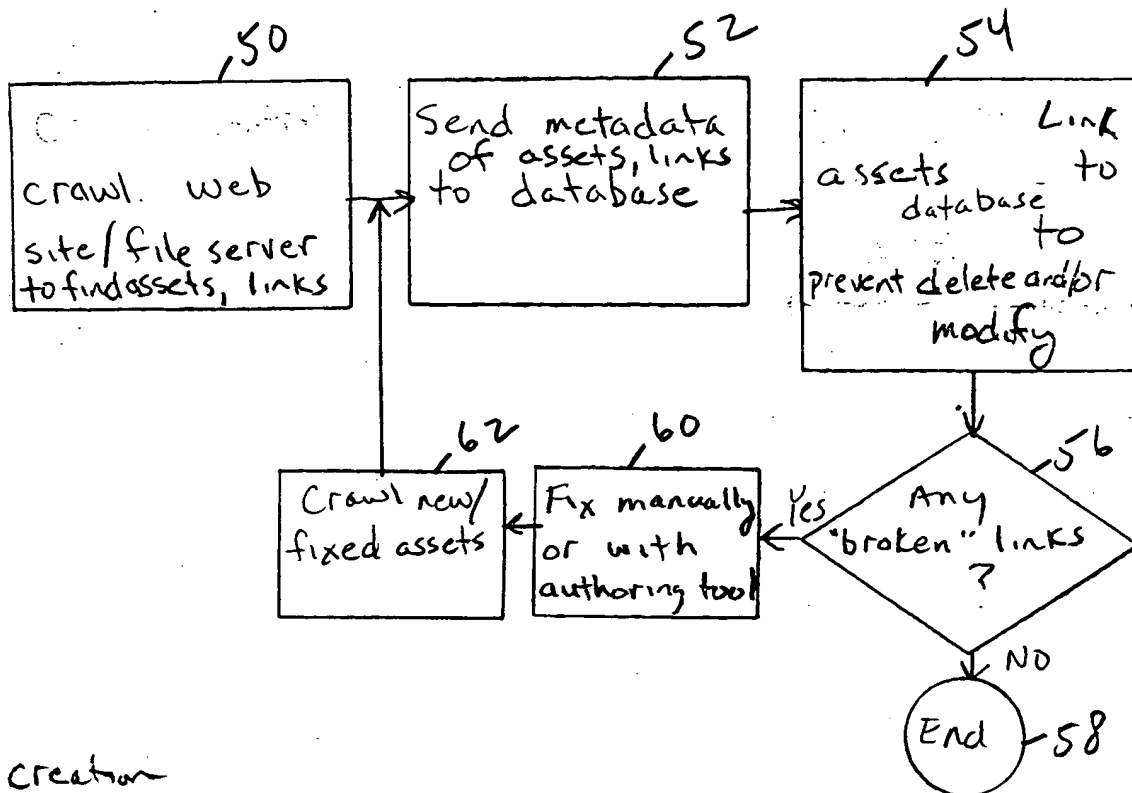 50
crawl. web
site/file server
to find assets, links
52
Send metadata
of assets, links
to database
54
Link
to
assets
database
to
prevent delete and/or
modify
56
Any
"broken" links
?
Yes
60
Fix manually
or with
authoring tool
62
Crawl new/
fixed assets
NO
End
58
creation